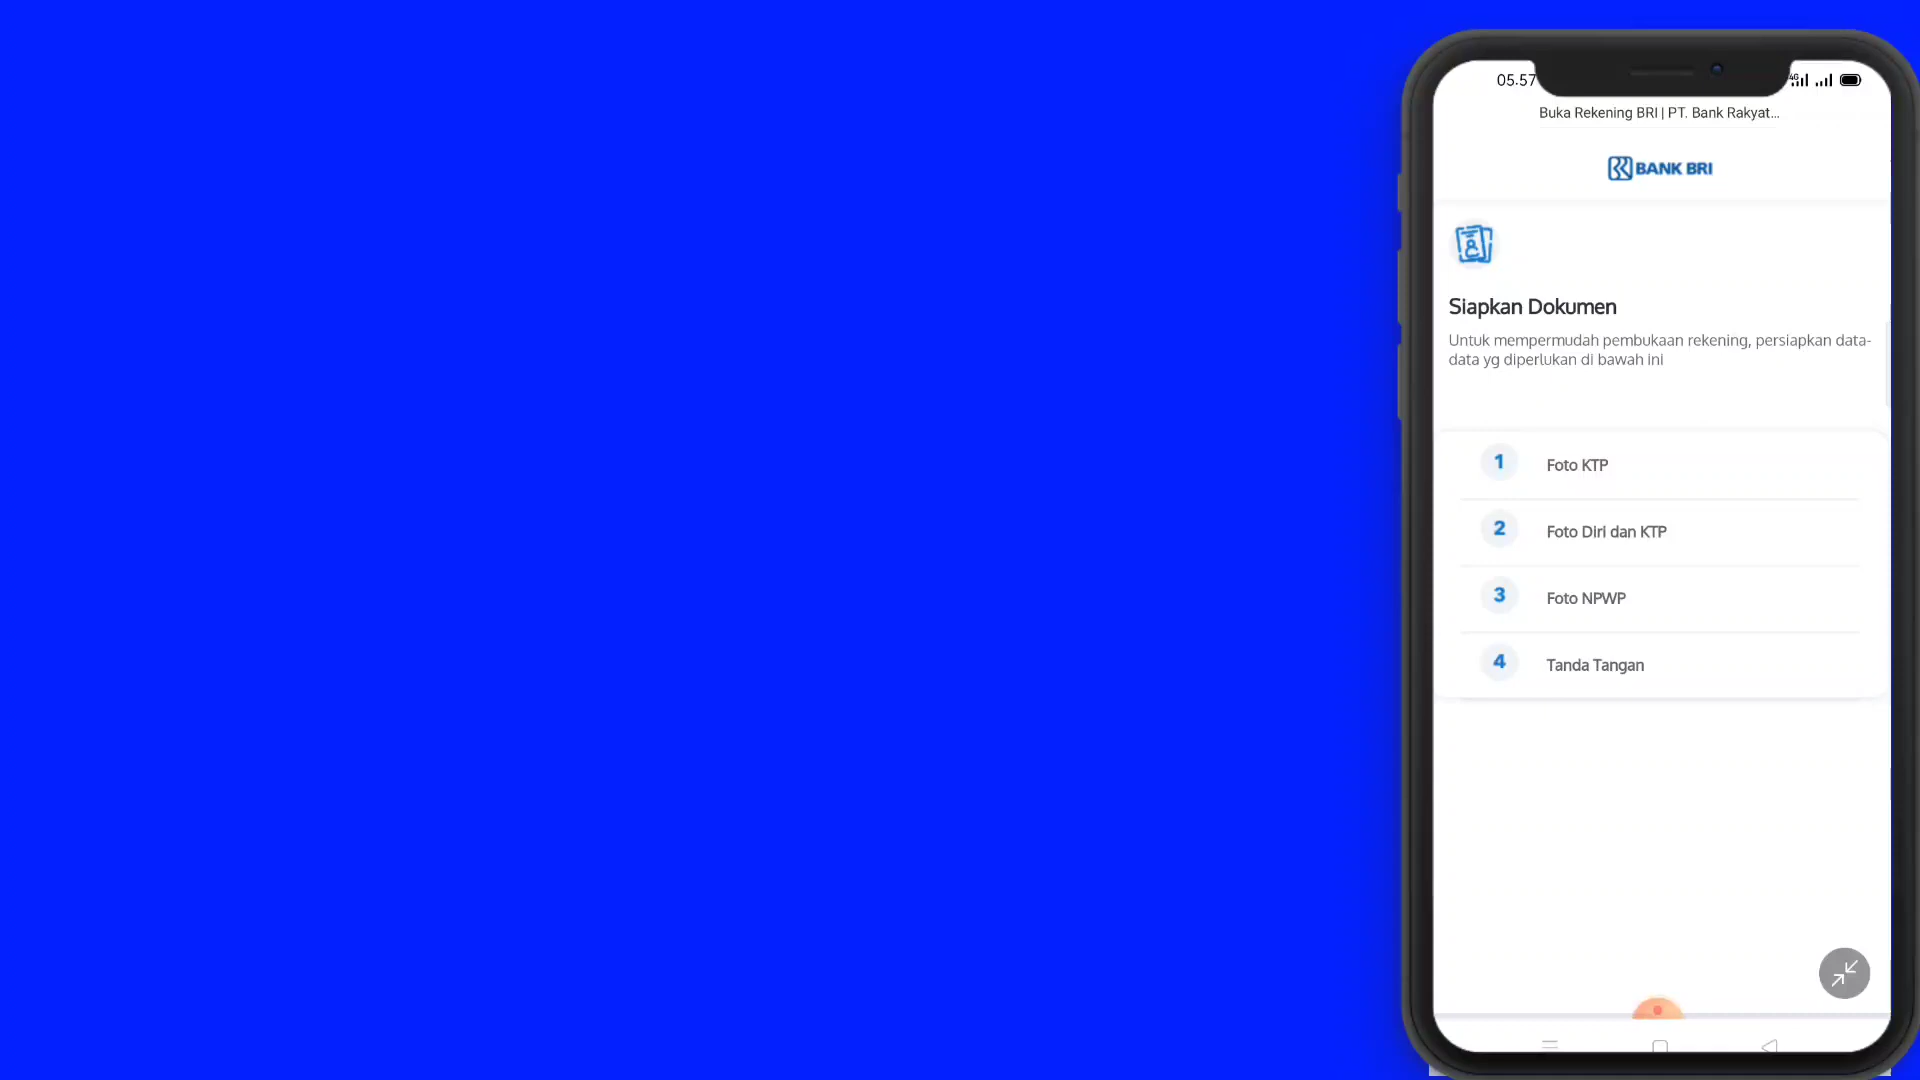 05.57
4G
Buka Rekening BRI | PT. Bank Rakyat...
BANK BRI
Siapkan Dokumen
Untuk mempermudah pembukaan rekening, persiapkan data-
data yg diperlukan di bawah ini
1 Foto KTP
2 Foto Diri dan KTP
3 Foto NPWP
4 Tanda Tangan